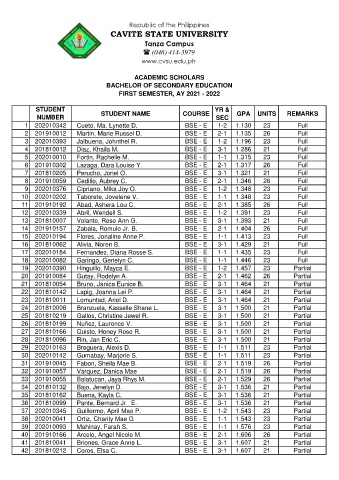 Republic of the Philippines
CAVITE STATE UNIVERSITY
Tanza Campus
☎ (046) 414-3979
www.cvsu.edu.ph
ACADEMIC SCHOLARS
BACHELOR OF SECONDARY EDUCATION
FIRST SEMESTER, AY 2021 - 2022
STUDENT NUMBER STUDENT NAME COURSE YR & SEC GPA UNITS REMARKS
1 202010342 Cueto, Ma. Lynette D. BSE - E 1-2 1.130 23 Full
2 201910012 Martin, Marie Russel D. BSE - E 2-1 1.135 26 Full
3 202010393 Jalbuena, Johnthel R. BSE - E 1-2 1.196 23 Full
4 201810012 Diaz, Khaila M. BSE - E 3-1 1.286 21 Full
5 202010010 Fortin, Rachelle M. BSE - E 1-1 1.315 23 Full
6 201910302 Lazaga, Dara Louise Y. BSE - E 2-1 1.317 26 Full
7 201810205 Perucho, Joriel O. BSE - E 3-1 1.321 21 Full
8 201910059 Cedillo, Aubrey C. BSE - E 2-1 1.346 26 Full
9 202010376 Cipriano, Mika Joy O. BSE - E 1-2 1.348 23 Full
10 202010202 Taborete, Jovelene V. BSE - E 1-1 1.348 23 Full
11 201910192 Abad, Ashera Lou C. BSE - E 2-1 1.385 26 Full
12 202010339 Abril, Wendell S. BSE - E 1-2 1.391 23 Full
13 201810007 Volante, Rose Ann G. BSE - E 3-1 1.393 21 Full
14 201910157 Zabala, Romulo Jr. B. BSE - E 2-1 1.404 26 Full
15 202010194 Flores, Jonaline Anne P. BSE - E 1-1 1.413 23 Full
16 201810062 Alivia, Noren B. BSE - E 3-1 1.429 21 Full
17 202010184 Fernandez, Diana Rosse S. BSE - E 1-1 1.435 23 Full
18 202010082 Garingo, Genelyn C. BSE - E 1-1 1.446 23 Full
19 202010390 Hinguillo, Mayca E. BSE - E 1-2 1.457 23 Partial
20 201910084 Gutay, Rodelyn A. BSE - E 2-1 1.462 26 Partial
21 201810054 Bruno, Janica Eunice B. BSE - E 3-1 1.464 21 Partial
22 201810142 Lapig, Joanna Lei P. BSE - E 3-1 1.464 21 Partial
23 201810011 Lomuntad, Ariel D. BSE - E 3-1 1.464 21 Partial
24 201810008 Branzuela, Kasselle Shane L. BSE - E 3-1 1.500 21 Partial
25 201810219 Gallos, Christine Jewel R. BSE - E 3-1 1.500 21 Partial
26 201810199 Nuñez, Laurence V. BSE - E 3-1 1.500 21 Partial
27 201810166 Quisto, Honey Rose R. BSE - E 3-1 1.500 21 Partial
28 201810096 Rin, Jan Eric C. BSE - E 3-1 1.500 21 Partial
29 202010163 Breguera, Alexis D. BSE - E 1-1 1.511 23 Partial
30 202010142 Gumabay, Marjorie S. BSE - E 1-1 1.511 23 Partial
31 201910045 Fabon, Shella Mae B. BSE - E 2-1 1.519 26 Partial
32 201910057 Varquez, Danica Mae BSE - E 2-1 1.519 26 Partial
33 201910055 Balatucan, Jaya Rhys M. BSE - E 2-1 1.529 26 Partial
34 201810132 Bajo, Jenelyn D. BSE - E 3-1 1.536 21 Partial
35 201810162 Buena, Kayla C. BSE - E 3-1 1.536 21 Partial
36 201810099 Pante, Bernard Jr. E. BSE - E 3-1 1.536 21 Partial
37 202010345 Guillermo, April Mae P. BSE - E 1-2 1.543 23 Partial
38 202010041 Ortiz, Charity Mae G BSE - E 1-1 1.543 23 Partial
39 202010093 Mahinay, Farah S. BSE - E 1-1 1.576 23 Partial
40 201910166 Arcelo, Angel Nicole M. BSE - E 2-1 1.606 26 Partial
41 201810041 Briones, Grace Anne L. BSE - E 3-1 1.607 21 Partial
42 201810212 Coros, Elsa C. BSE - E 3-1 1.607 21 Partial